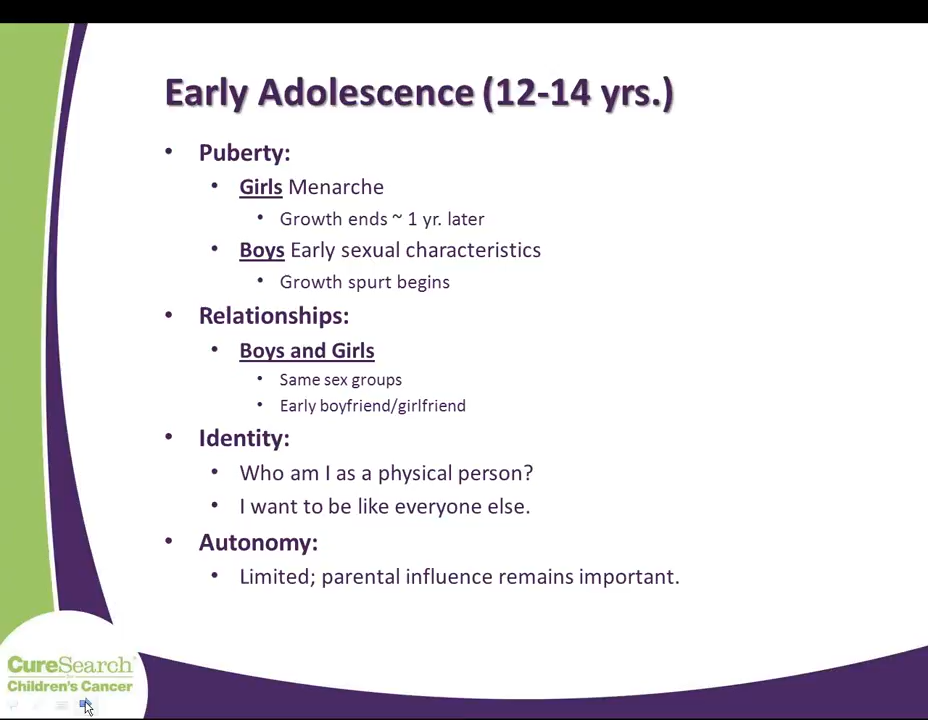 Early Adolescence (12-14 yrs.)
• Puberty:
• Girls Menarche
• Growth ends ~ 1 yr. later
• Boys Early sexual characteristics
• Growth spurt begins
• Relationships:
• Boys and Girls
• Same sex groups
• Early boyfriend/girlfriend
• Identity:
• Who am I as a physical person?
• I want to be like everyone else.
• Autonomy:
• Limited; parental influence remains important.
CureSearch
for
Children's Cancer